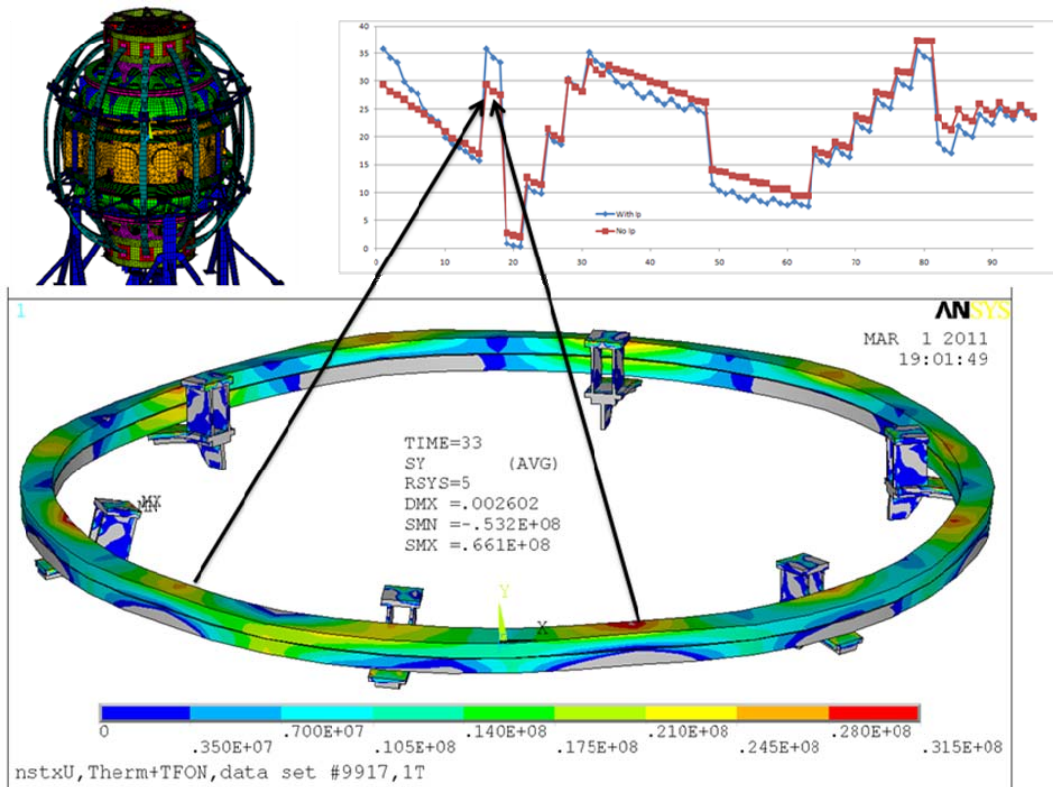 40
35
30
25
20
15
10
5
0
0 10 20 30 40 50 60 70 80 90
With Ip
No Ip
1
ANSYS
MAR 1 2011
19:01:49
TIME=33
SY (AVG)
RSYS=5
DMX =.002602
SMN =-.532E+08
SMX =.661E+08
MX
MN
Y
X
0 .700E+07 .140E+08 .210E+08 .280E+08
.350E+07 .105E+08 .175E+08 .245E+08 .315E+08
nstxU,Therm+TFON,data set #9917,1T